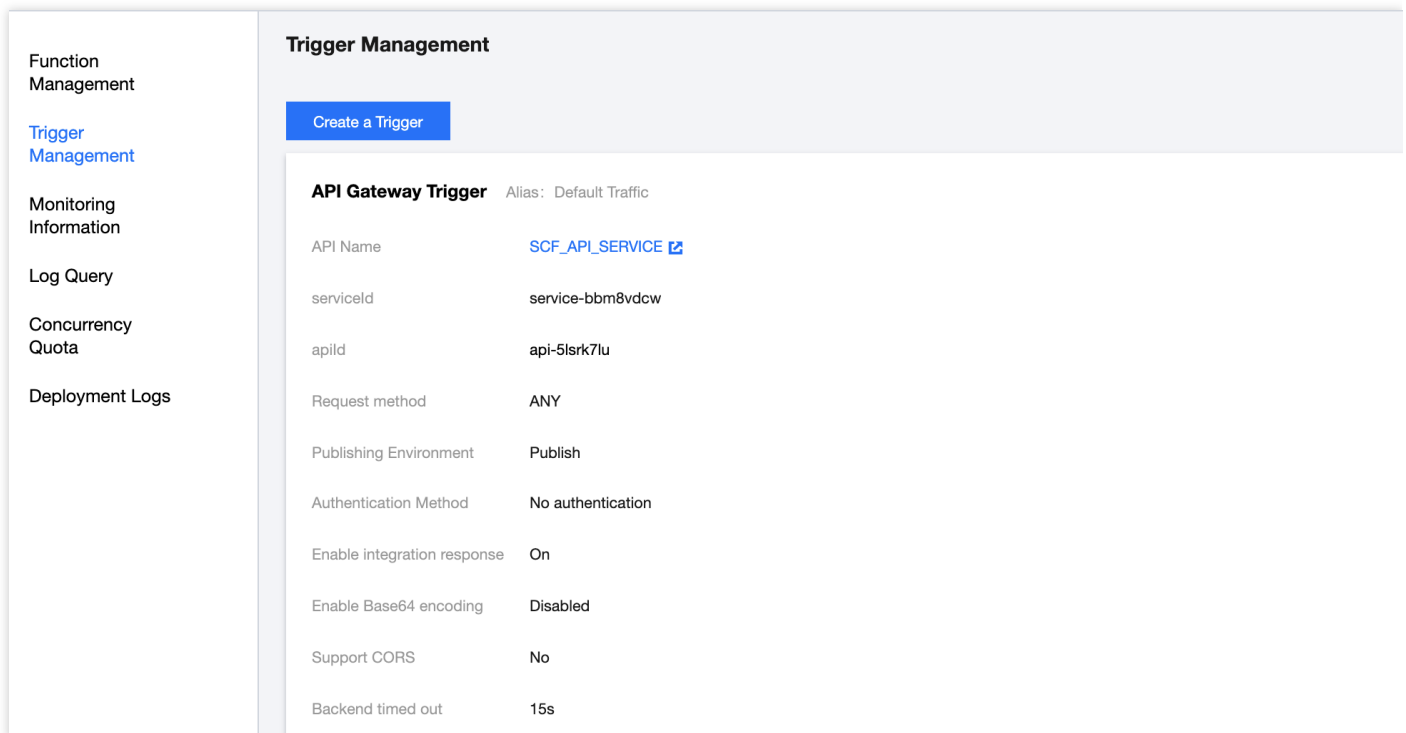 Function
Management
Trigger
Management
Monitoring
Information
Log Query
Concurrency
Quota
Deployment Logs
Trigger Management
Create a Trigger
API Gateway Trigger Alias: Default Traffic
API Name SCF_API_SERVICE
serviceId service-bbm8vdcw
apiId api-5lsrk7lu
Request method ANY
Publishing Environment Publish
Authentication Method No authentication
Enable integration response On
Enable Base64 encoding Disabled
Support CORS No
Backend timed out 15s